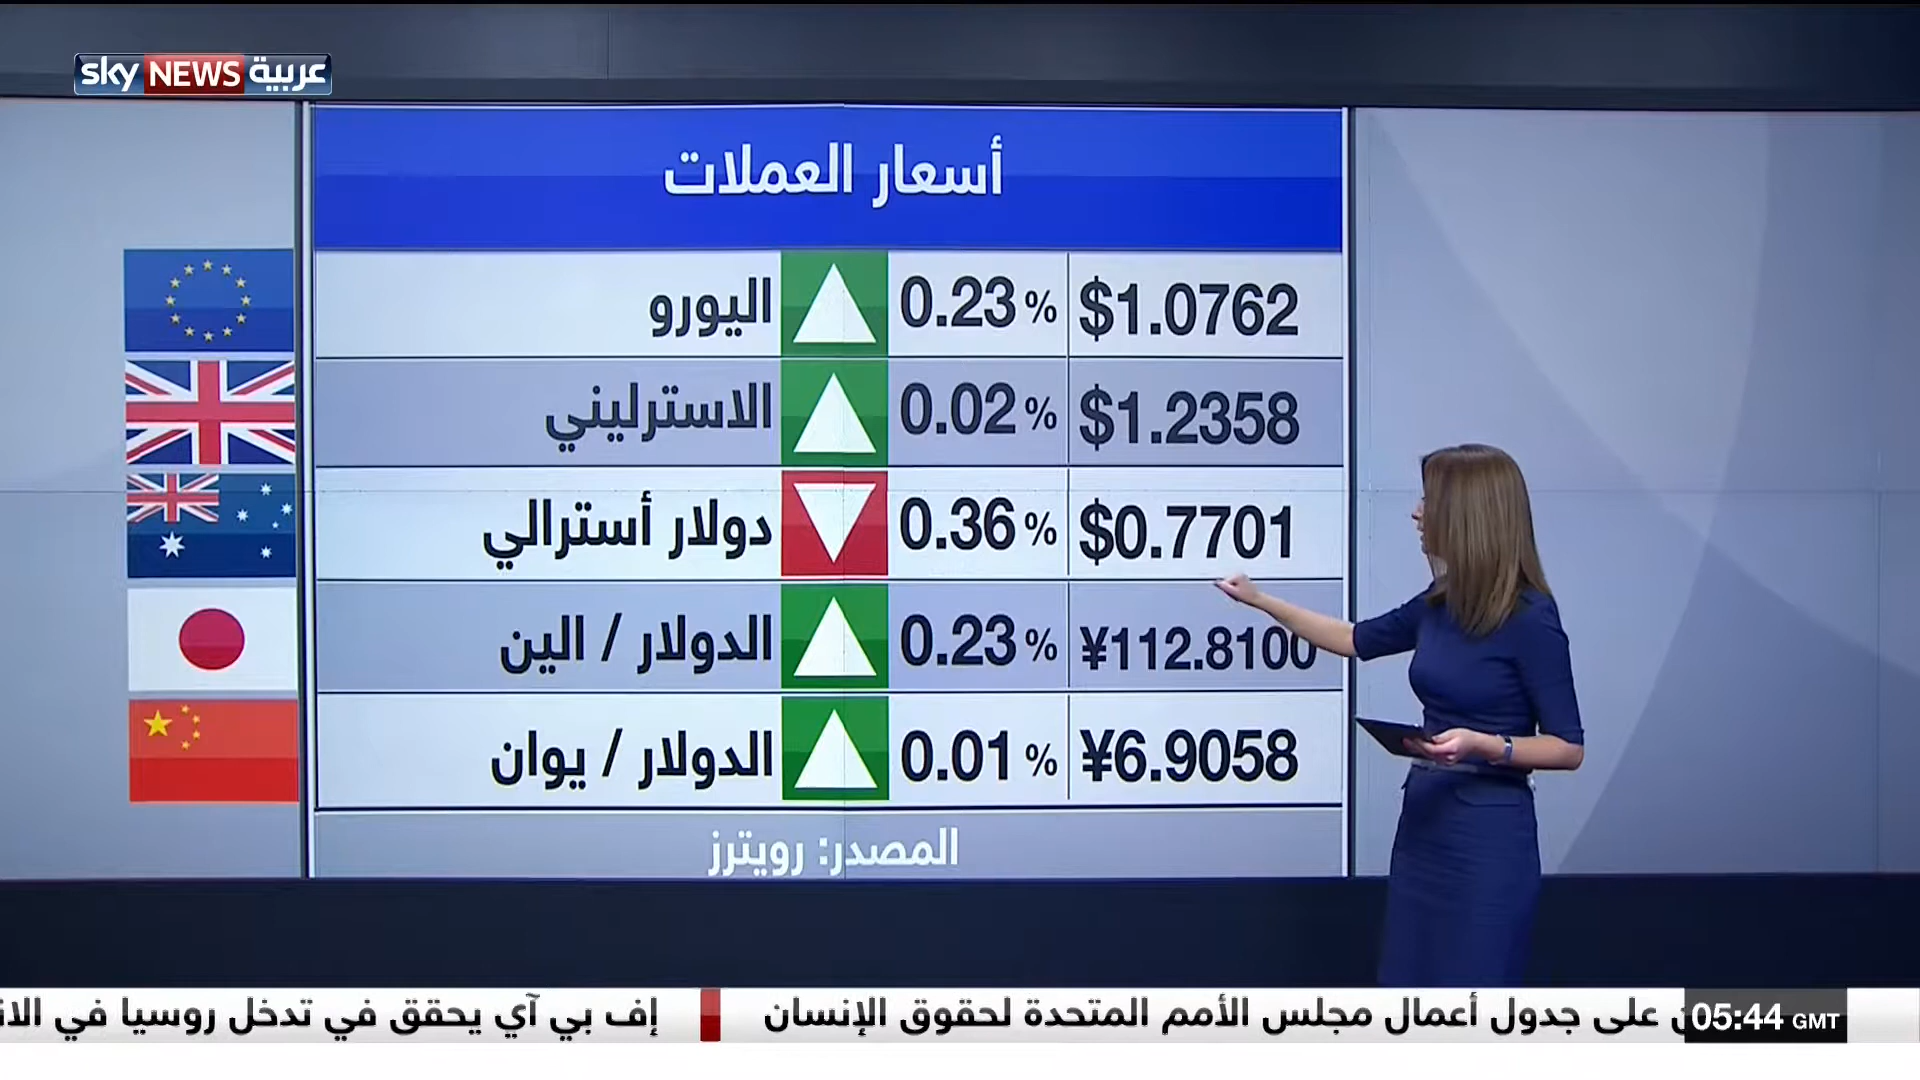 sky NEWS عربية
أسعار العملات
اليورو 0.23 % $1.0762
الاسترليني 0.02 % $1.2358
دولار أسترالي 0.36 % $0.7701
الدولار / الين 0.23 % ¥112.8100
الدولار / يوان 0.01 % ¥6.9058
المصدر: رويترز
على جدول أعمال مجلس الأمم المتحدة لحقوق الإنسان
إف بي آي يحقق في تدخل روسيا في
05:44 GMT